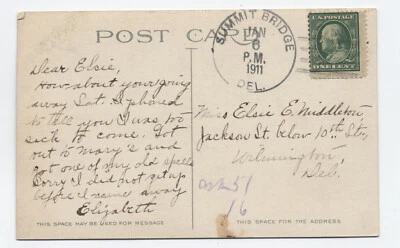 POST CARD
SUMMIT BRIDGE
JAN
6
P.M.
1911
DEL.
U.S. POSTAGE
ONE CENT
Dear Elsie,
How about your going
away Sat. I phoned
to tell you I was too
sick to come. Got
out to Mary's and
got one of my old spells
Sorry I did not get up
before I came away
Elizabeth
Miss Elsie E. Middleton,
Jackson St. below 10th St.,
Wilmington,
Del.
51
16
THIS SPACE MAY BE USED FOR MESSAGE
THIS SPACE IS FOR THE ADDRESS.